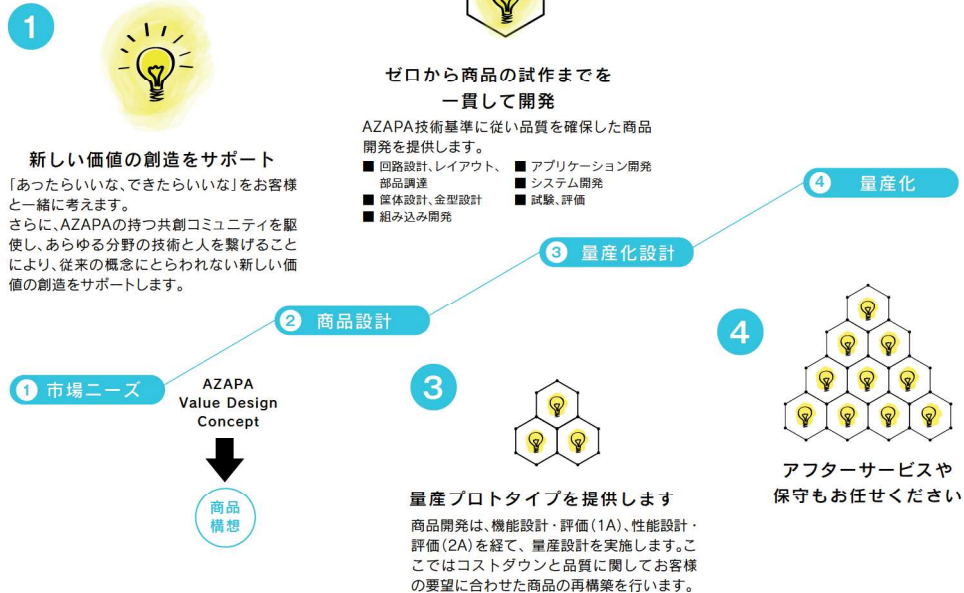 1
新しい価値の創造をサポート
「あったらいいな、できたらいいな」をお客様
と一緒に考えます。
さらに、AZAPAの持つ共創コミュニティを駆
使し、あらゆる分野の技術と人を繋げること
により、従来の概念にとらわれない新しい価
値の創造をサポートします。
ゼロから商品の試作までを
一貫して開発
AZAPA技術基準に従い品質を確保した商品
開発を提供します。
■ 回路設計、レイアウト、
部品調達
■ 筐体設計、金型設計
■ 組み込み開発
■ アプリケーション開発
■ システム開発
■ 試験、評価
1 市場ニーズ
2 商品設計
3 量産化設計
4 量産化
AZAPA
Value Design
Concept
商品
構想
3
量産プロトタイプを提供します
商品開発は、機能設計・評価(1A)、性能設計・
評価(2A)を経て、量産設計を実施します。こ
こではコストダウンと品質に関してお客様
の要望に合わせた商品の再構築を行います。
4
アフターサービスや
保守もお任せください